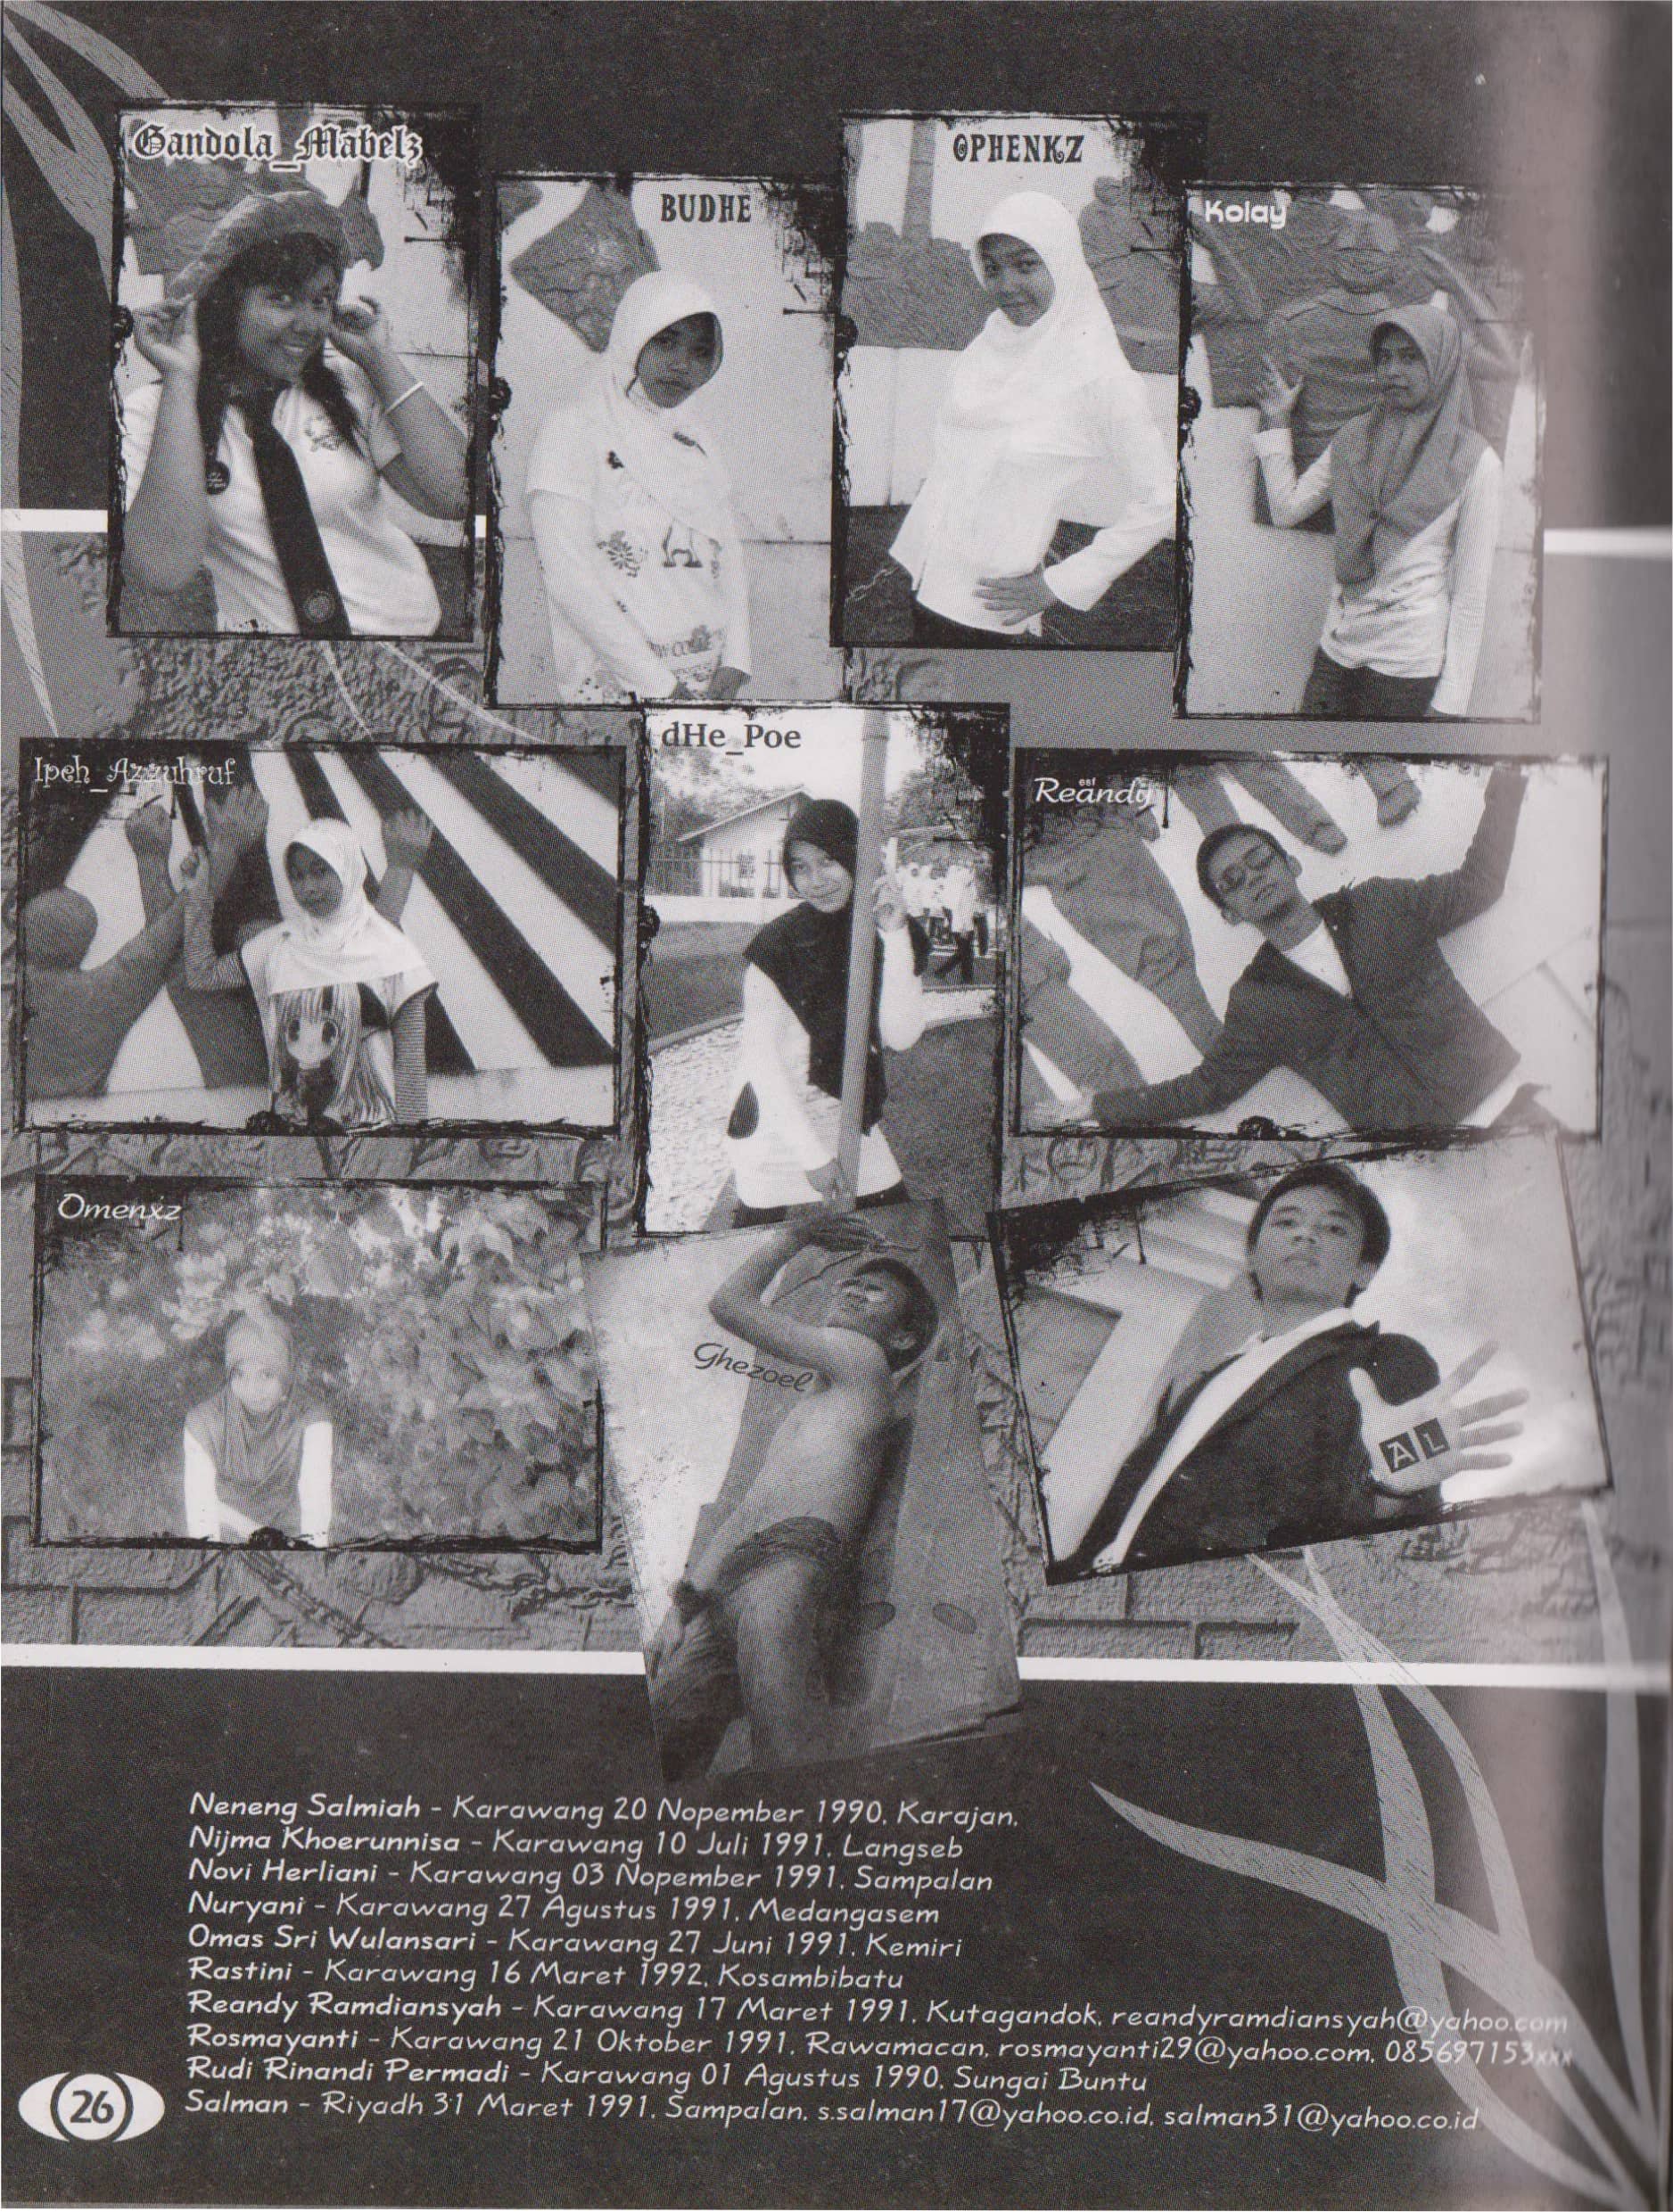 Gandola_Mabelz
BUDHE
OPHENKZ
Kolay
Ipeh_Azzuhruf
dHe_Poe
Reandy
Omenxz
Ghezoel
AL
Neneng Salmiah - Karawang 20 Nopember 1990, Karajan,
Nijma Khoerunnisa - Karawang 10 Juli 1991, Langseb
Novi Herliani - Karawang 03 Nopember 1991, Sampalan
Nuryani - Karawang 27 Agustus 1991, Medangasem
Omas Sri Wulansari - Karawang 27 Juni 1991, Kemiri
Rastini - Karawang 16 Maret 1992, Kosambibatu
Reandy Ramdiansyah - Karawang 17 Maret 1991, Kutagandok, reandyramdiansyah@yahoo.com
Rosmayanti - Karawang 21 Oktober 1991, Rawamacan, rosmayanti29@yahoo.com, 085697153xxx
Rudi Rinandi Permadi - Karawang 01 Agustus 1990, Sungai Buntu
Salman - Riyadh 31 Maret 1991, Sampalan, s.salman17@yahoo.co.id, salman31@yahoo.co.id
26